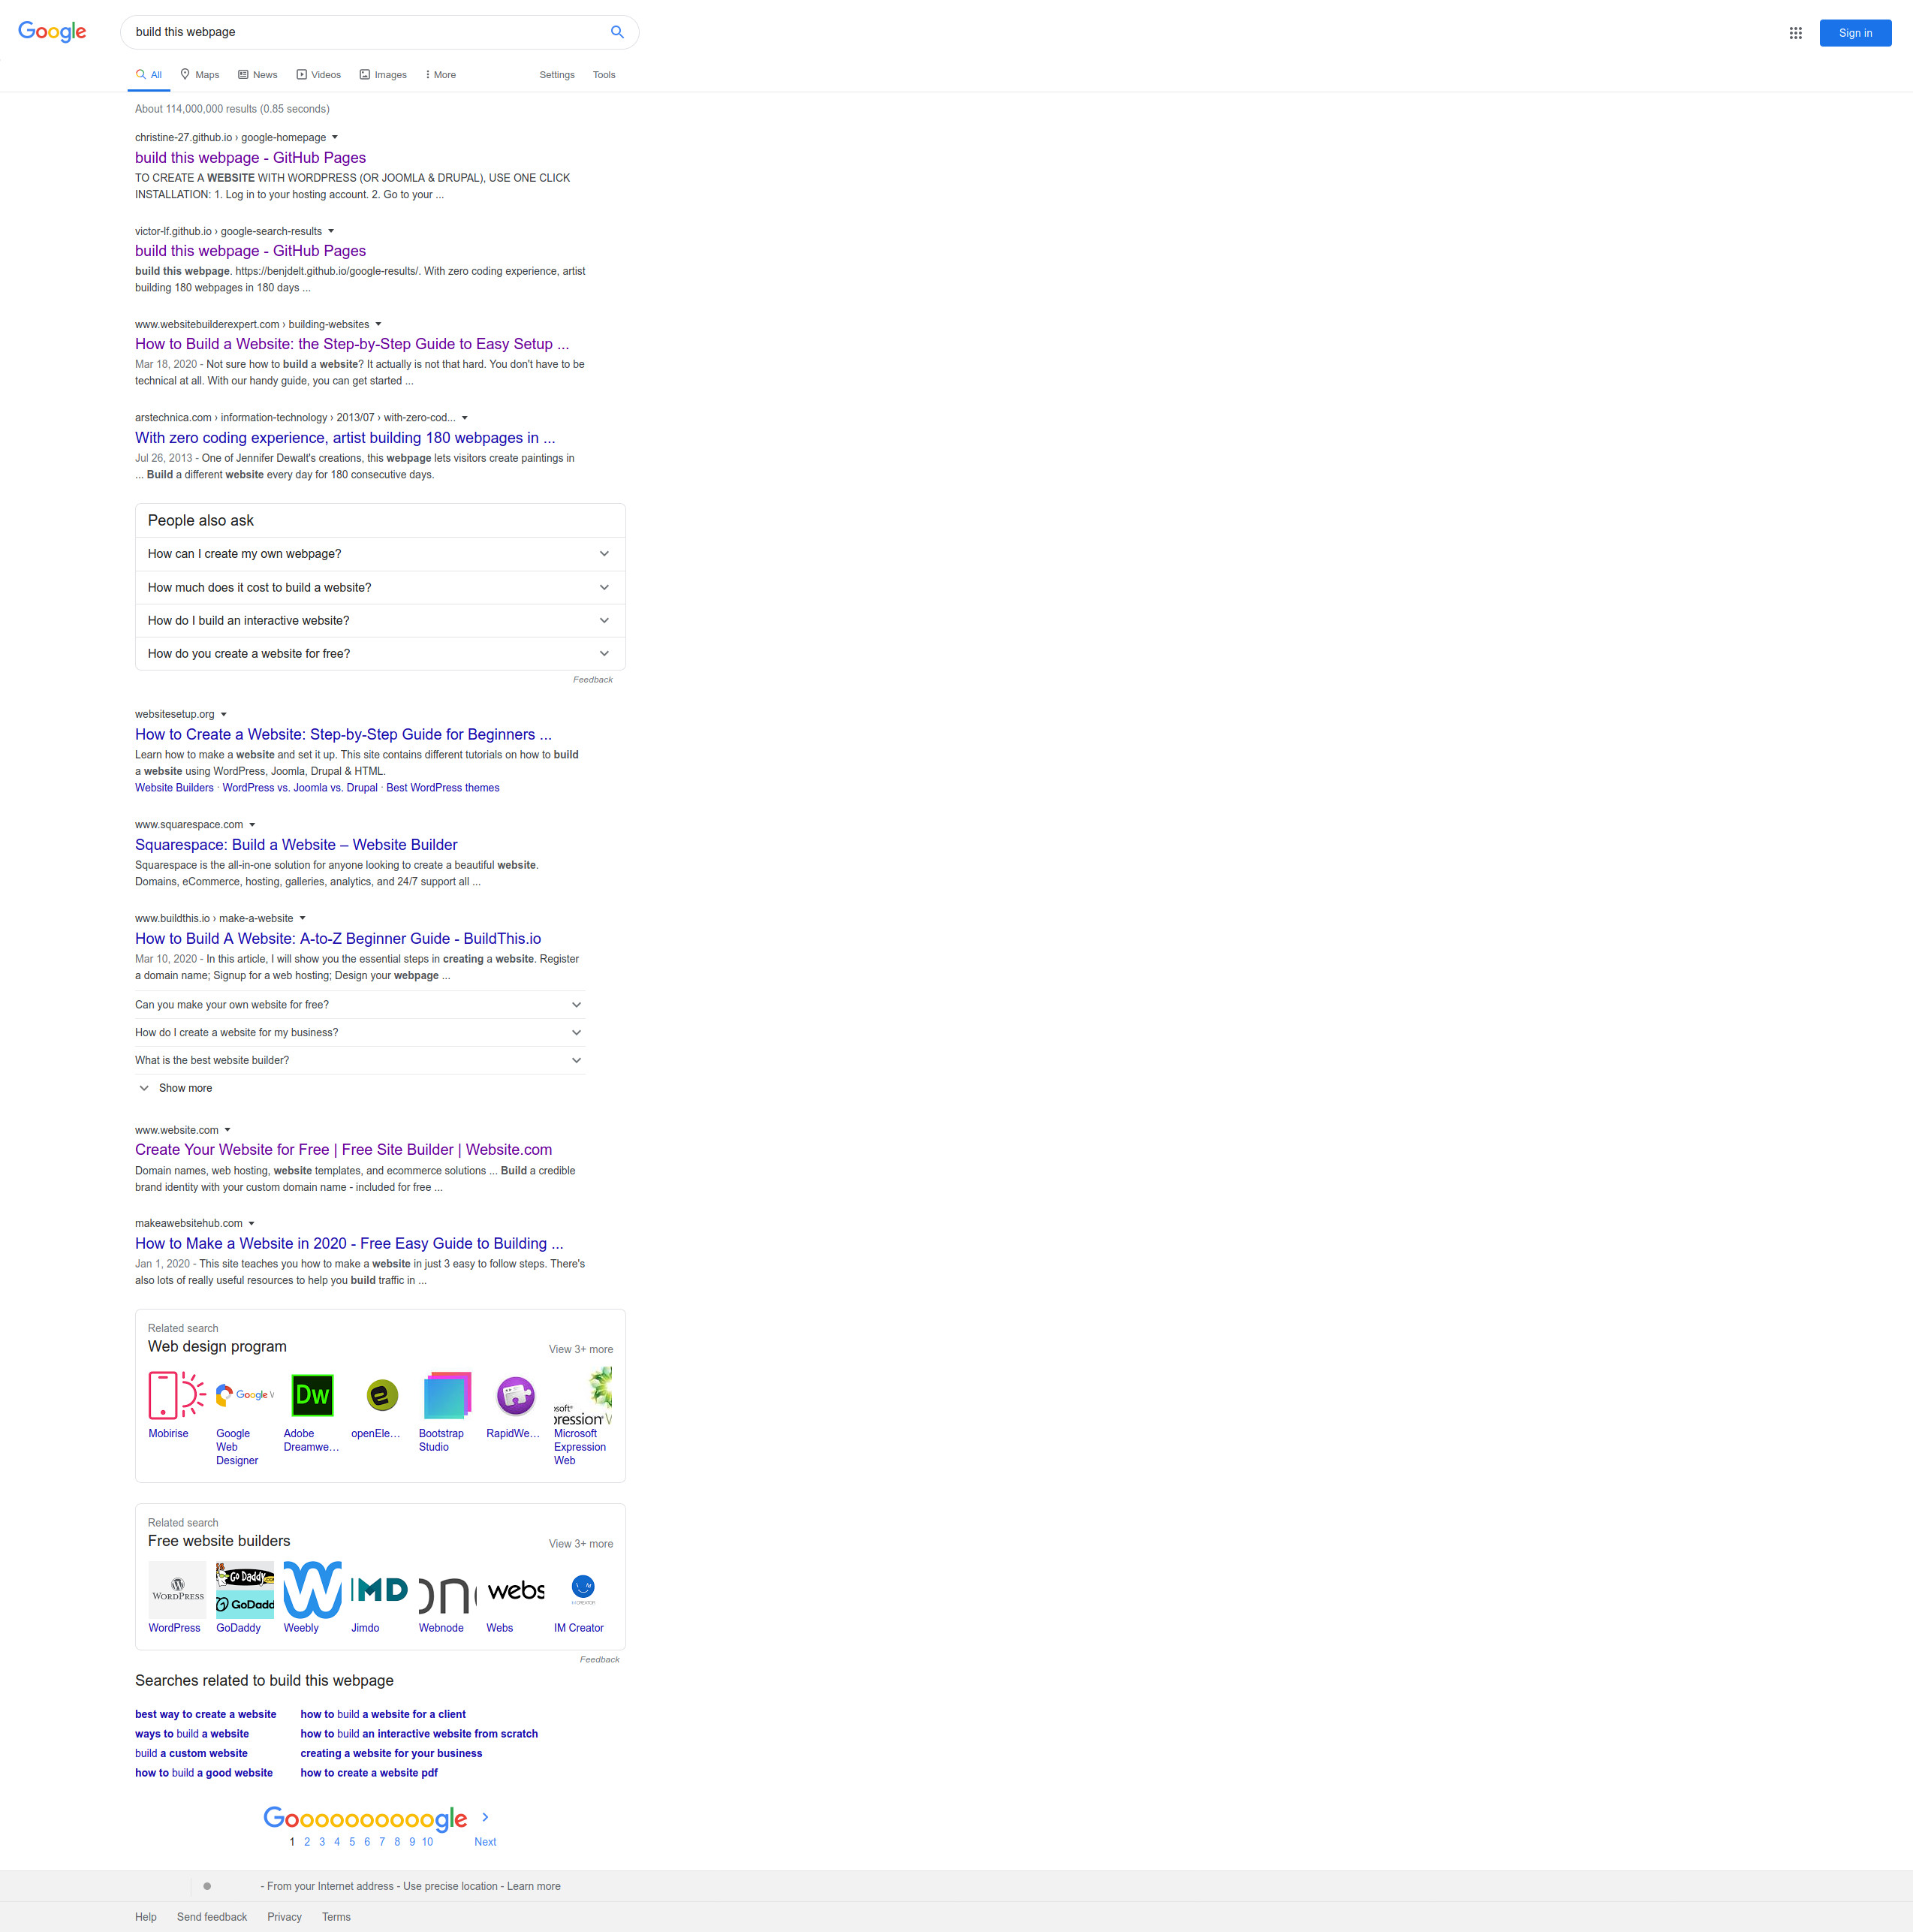 Google
build this webpage
Sign in
All Maps News Videos Images More Settings Tools
About 114,000,000 results (0.85 seconds)
christine-27.github.io › google-homepage
build this webpage - GitHub Pages
TO CREATE A WEBSITE WITH WORDPRESS (OR JOOMLA & DRUPAL), USE ONE CLICK
INSTALLATION: 1. Log in to your hosting account. 2. Go to your ...
victor-lf.github.io › google-search-results
build this webpage - GitHub Pages
build this webpage. https://benjdelt.github.io/google-results/. With zero coding experience, artist
building 180 webpages in 180 days ...
www.websitebuilderexpert.com › building-websites
How to Build a Website: the Step-by-Step Guide to Easy Setup ...
Mar 18, 2020 - Not sure how to build a website? It actually is not that hard. You don't have to be
technical at all. With our handy guide, you can get started ...
arstechnica.com › information-technology › 2013/07 › with-zero-cod...
With zero coding experience, artist building 180 webpages in ...
Jul 26, 2013 - One of Jennifer Dewalt's creations, this webpage lets visitors create paintings in
... Build a different website every day for 180 consecutive days.
People also ask
How can I create my own webpage?
How much does it cost to build a website?
How do I build an interactive website?
How do you create a website for free?
Feedback
websitesetup.org
How to Create a Website: Step-by-Step Guide for Beginners ...
Learn how to make a website and set it up. This site contains different tutorials on how to build
a website using WordPress, Joomla, Drupal & HTML.
Website Builders · WordPress vs. Joomla vs. Drupal · Best WordPress themes
www.squarespace.com
Squarespace: Build a Website – Website Builder
Squarespace is the all-in-one solution for anyone looking to create a beautiful website.
Domains, eCommerce, hosting, galleries, analytics, and 24/7 support all ...
www.buildthis.io › make-a-website
How to Build A Website: A-to-Z Beginner Guide - BuildThis.io
Mar 10, 2020 - In this article, I will show you the essential steps in creating a website. Register
a domain name; Signup for a web hosting; Design your webpage ...
Can you make your own website for free?
How do I create a website for my business?
What is the best website builder?
Show more
www.website.com
Create Your Website for Free | Free Site Builder | Website.com
Domain names, web hosting, website templates, and ecommerce solutions ... Build a credible
brand identity with your custom domain name - included for free ...
makeawebsitehub.com
How to Make a Website in 2020 - Free Easy Guide to Building ...
Jan 1, 2020 - This site teaches you how to make a website in just 3 easy to follow steps. There's
also lots of really useful resources to help you build traffic in ...
Related search
Web design program View 3+ more
Google W
Dw
e
soft®
pression W
Mobirise Google Adobe openEle… Bootstrap RapidWe… Microsoft
Web Dreamwe… Studio Expression
Designer Web
Related search
Free website builders View 3+ more
WORDPRESS
Go Daddy
GoDadd
IMD
webs
WordPress GoDaddy Weebly Jimdo Webnode Webs IM Creator
Feedback
Searches related to build this webpage
best way to create a website how to build a website for a client
ways to build a website how to build an interactive website from scratch
build a custom website creating a website for your business
how to build a good website how to create a website pdf
Goooooooooogle
1 2 3 4 5 6 7 8 9 10 Next
- From your Internet address - Use precise location - Learn more
Help Send feedback Privacy Terms